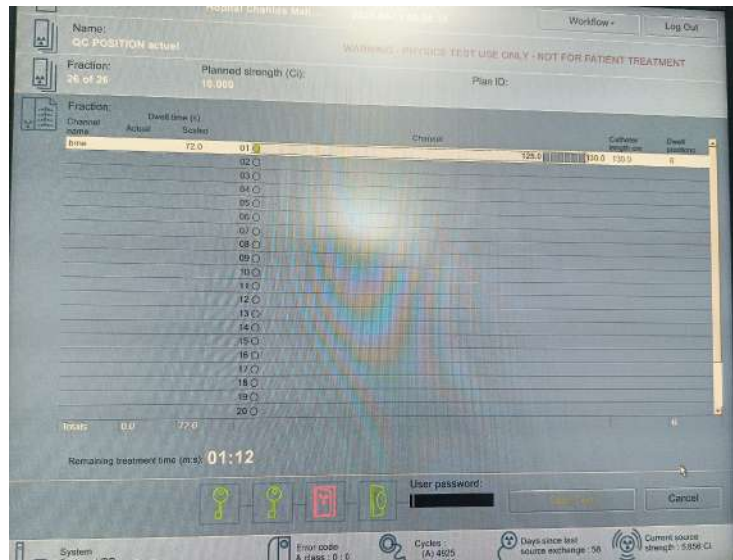 Workflow
Log Out
Name:
QC POSITION actuel
WARNING - PHYSICS TEST USE ONLY - NOT FOR PATIENT TREATMENT
Fraction:
26 of 26
Planned strength (Ci):
10.000
Plan ID:
Fraction:
Channel name
Dwell time (s)
Actual
Scaled
Channel
Catheter length cm
Dwell positions
72.0
01
125.0
130.0
130.0
6
02
03
04
05
06
07
08
09
10
11
12
13
14
15
16
17
18
19
20
Totals
0.0
72.0
6
Remaining treatment time (m:s): 01:12
User password:
Cancel
System
Error code
A class : 0 : 0
Cycles :
(A) 4625
Days since last
source exchange : 56
Current source
strength : 5.856 Ci